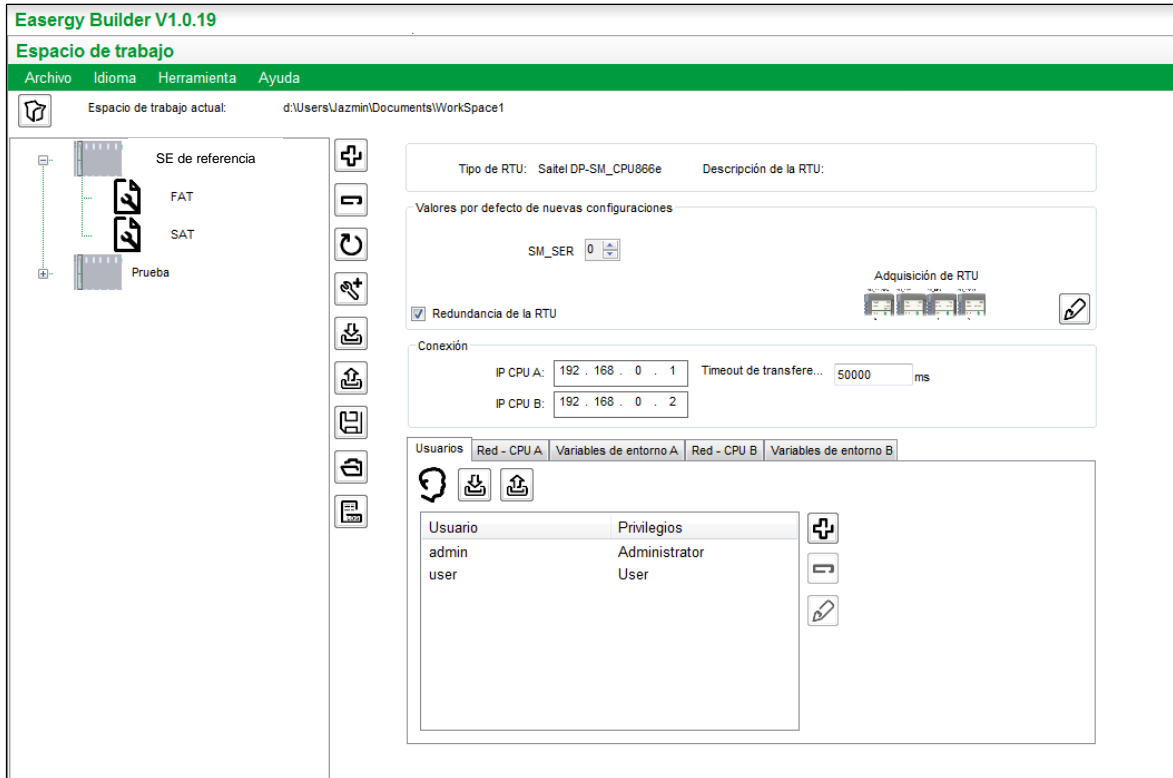 Easergy Builder V1.0.19
Espacio de trabajo
Archivo Idioma Herramienta Ayuda
Espacio de trabajo actual: d:\Users\Jazmin\Documents\WorkSpace1
SE de referencia
FAT
SAT
Prueba
Tipo de RTU: Saitel DP-SM_CPU866e Descripción de la RTU:
Valores por defecto de nuevas configuraciones
SM_SER 0
Adquisición de RTU
Redundancia de la RTU
Conexión
IP CPU A: 192 . 168 . 0 . 1 Timeout de transfere... 50000 ms
IP CPU B: 192 . 168 . 0 . 2
Usuarios Red - CPU A Variables de entorno A Red - CPU B Variables de entorno B
Usuario Privilegios
admin Administrator
user User